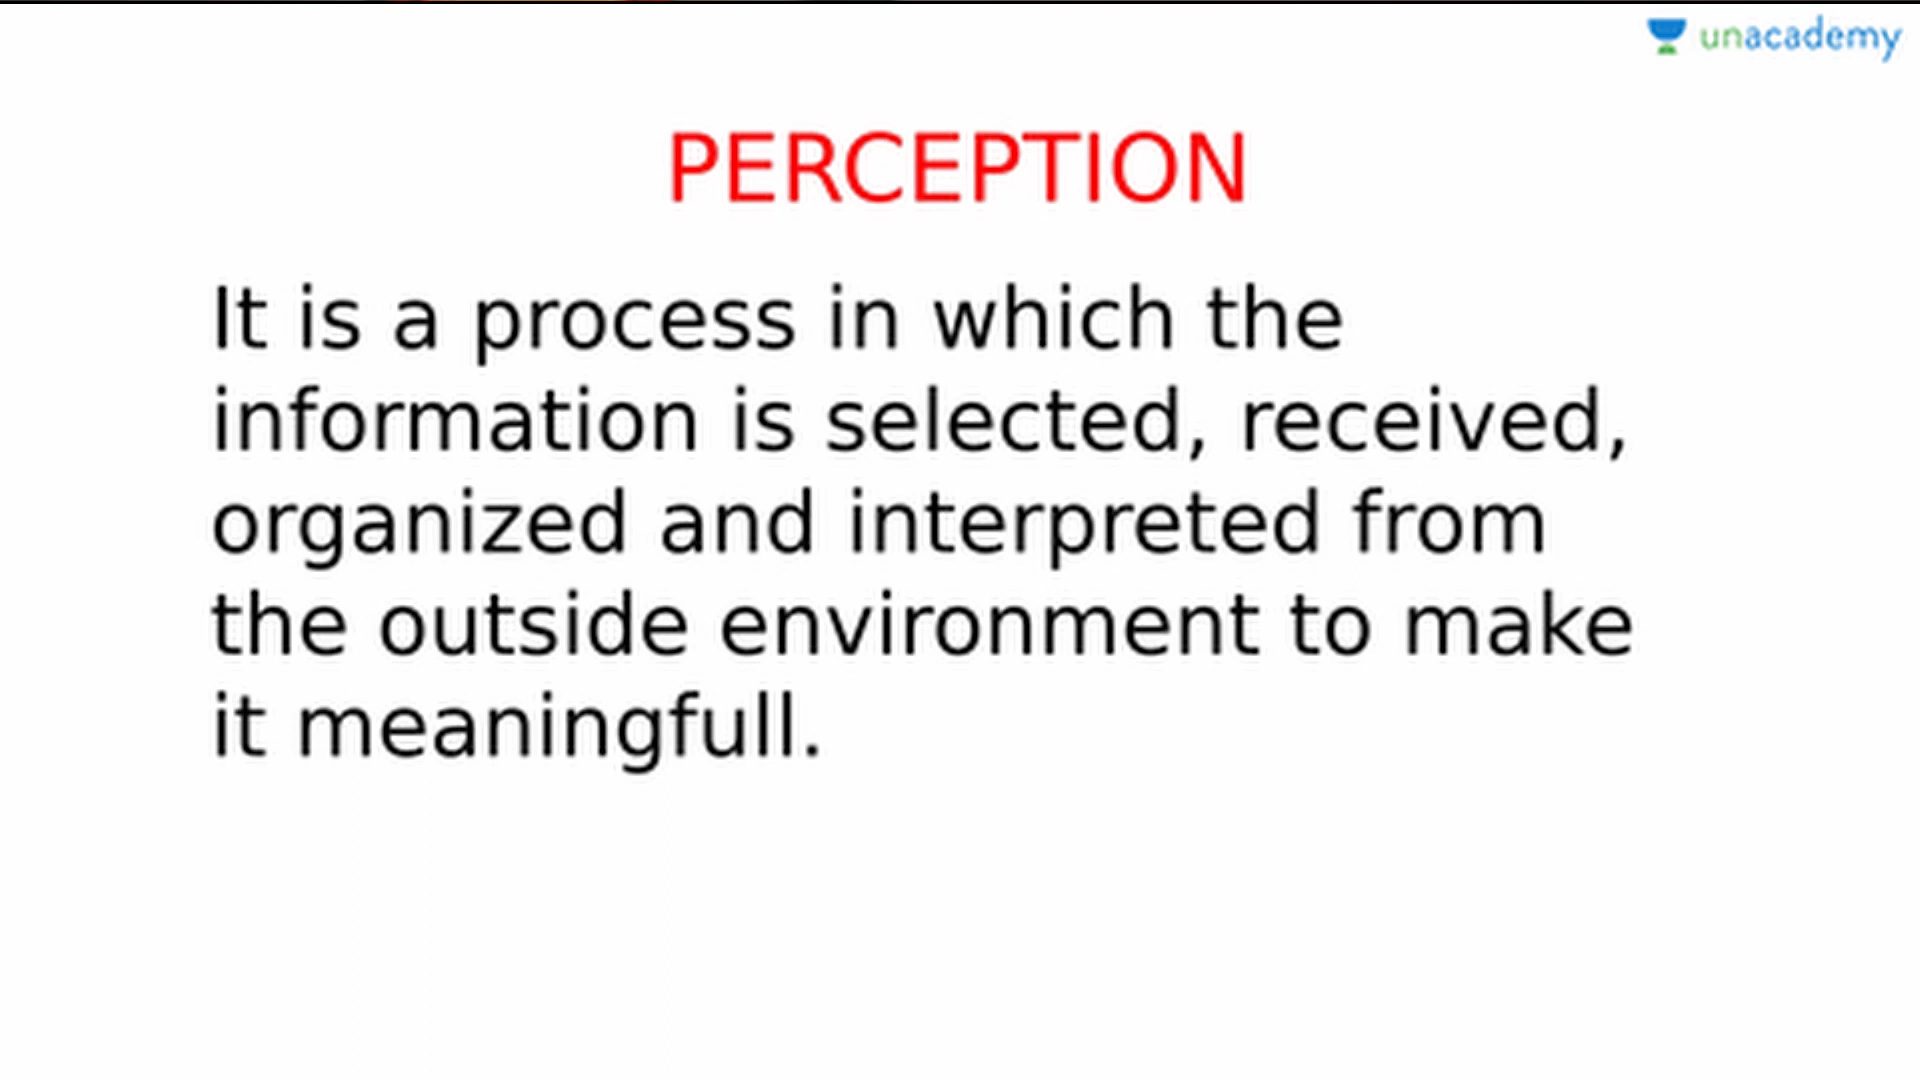 unacademy
PERCEPTION
It is a process in which the
information is selected, received,
organized and interpreted from
the outside environment to make
it meaningfull.